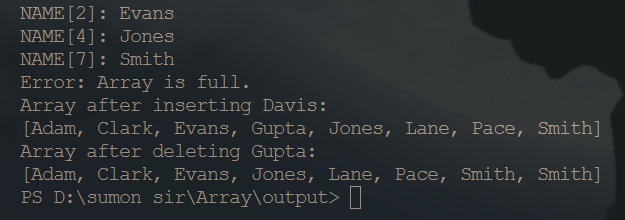 NAME[2]: Evans
NAME[4]: Jones
NAME[7]: Smith
Error: Array is full.
Array after inserting Davis:
[Adam, Clark, Evans, Gupta, Jones, Lane, Pace, Smith]
Array after deleting Gupta:
[Adam, Clark, Evans, Jones, Lane, Pace, Smith, Smith]
PS D:\sumon sir\Array\output>